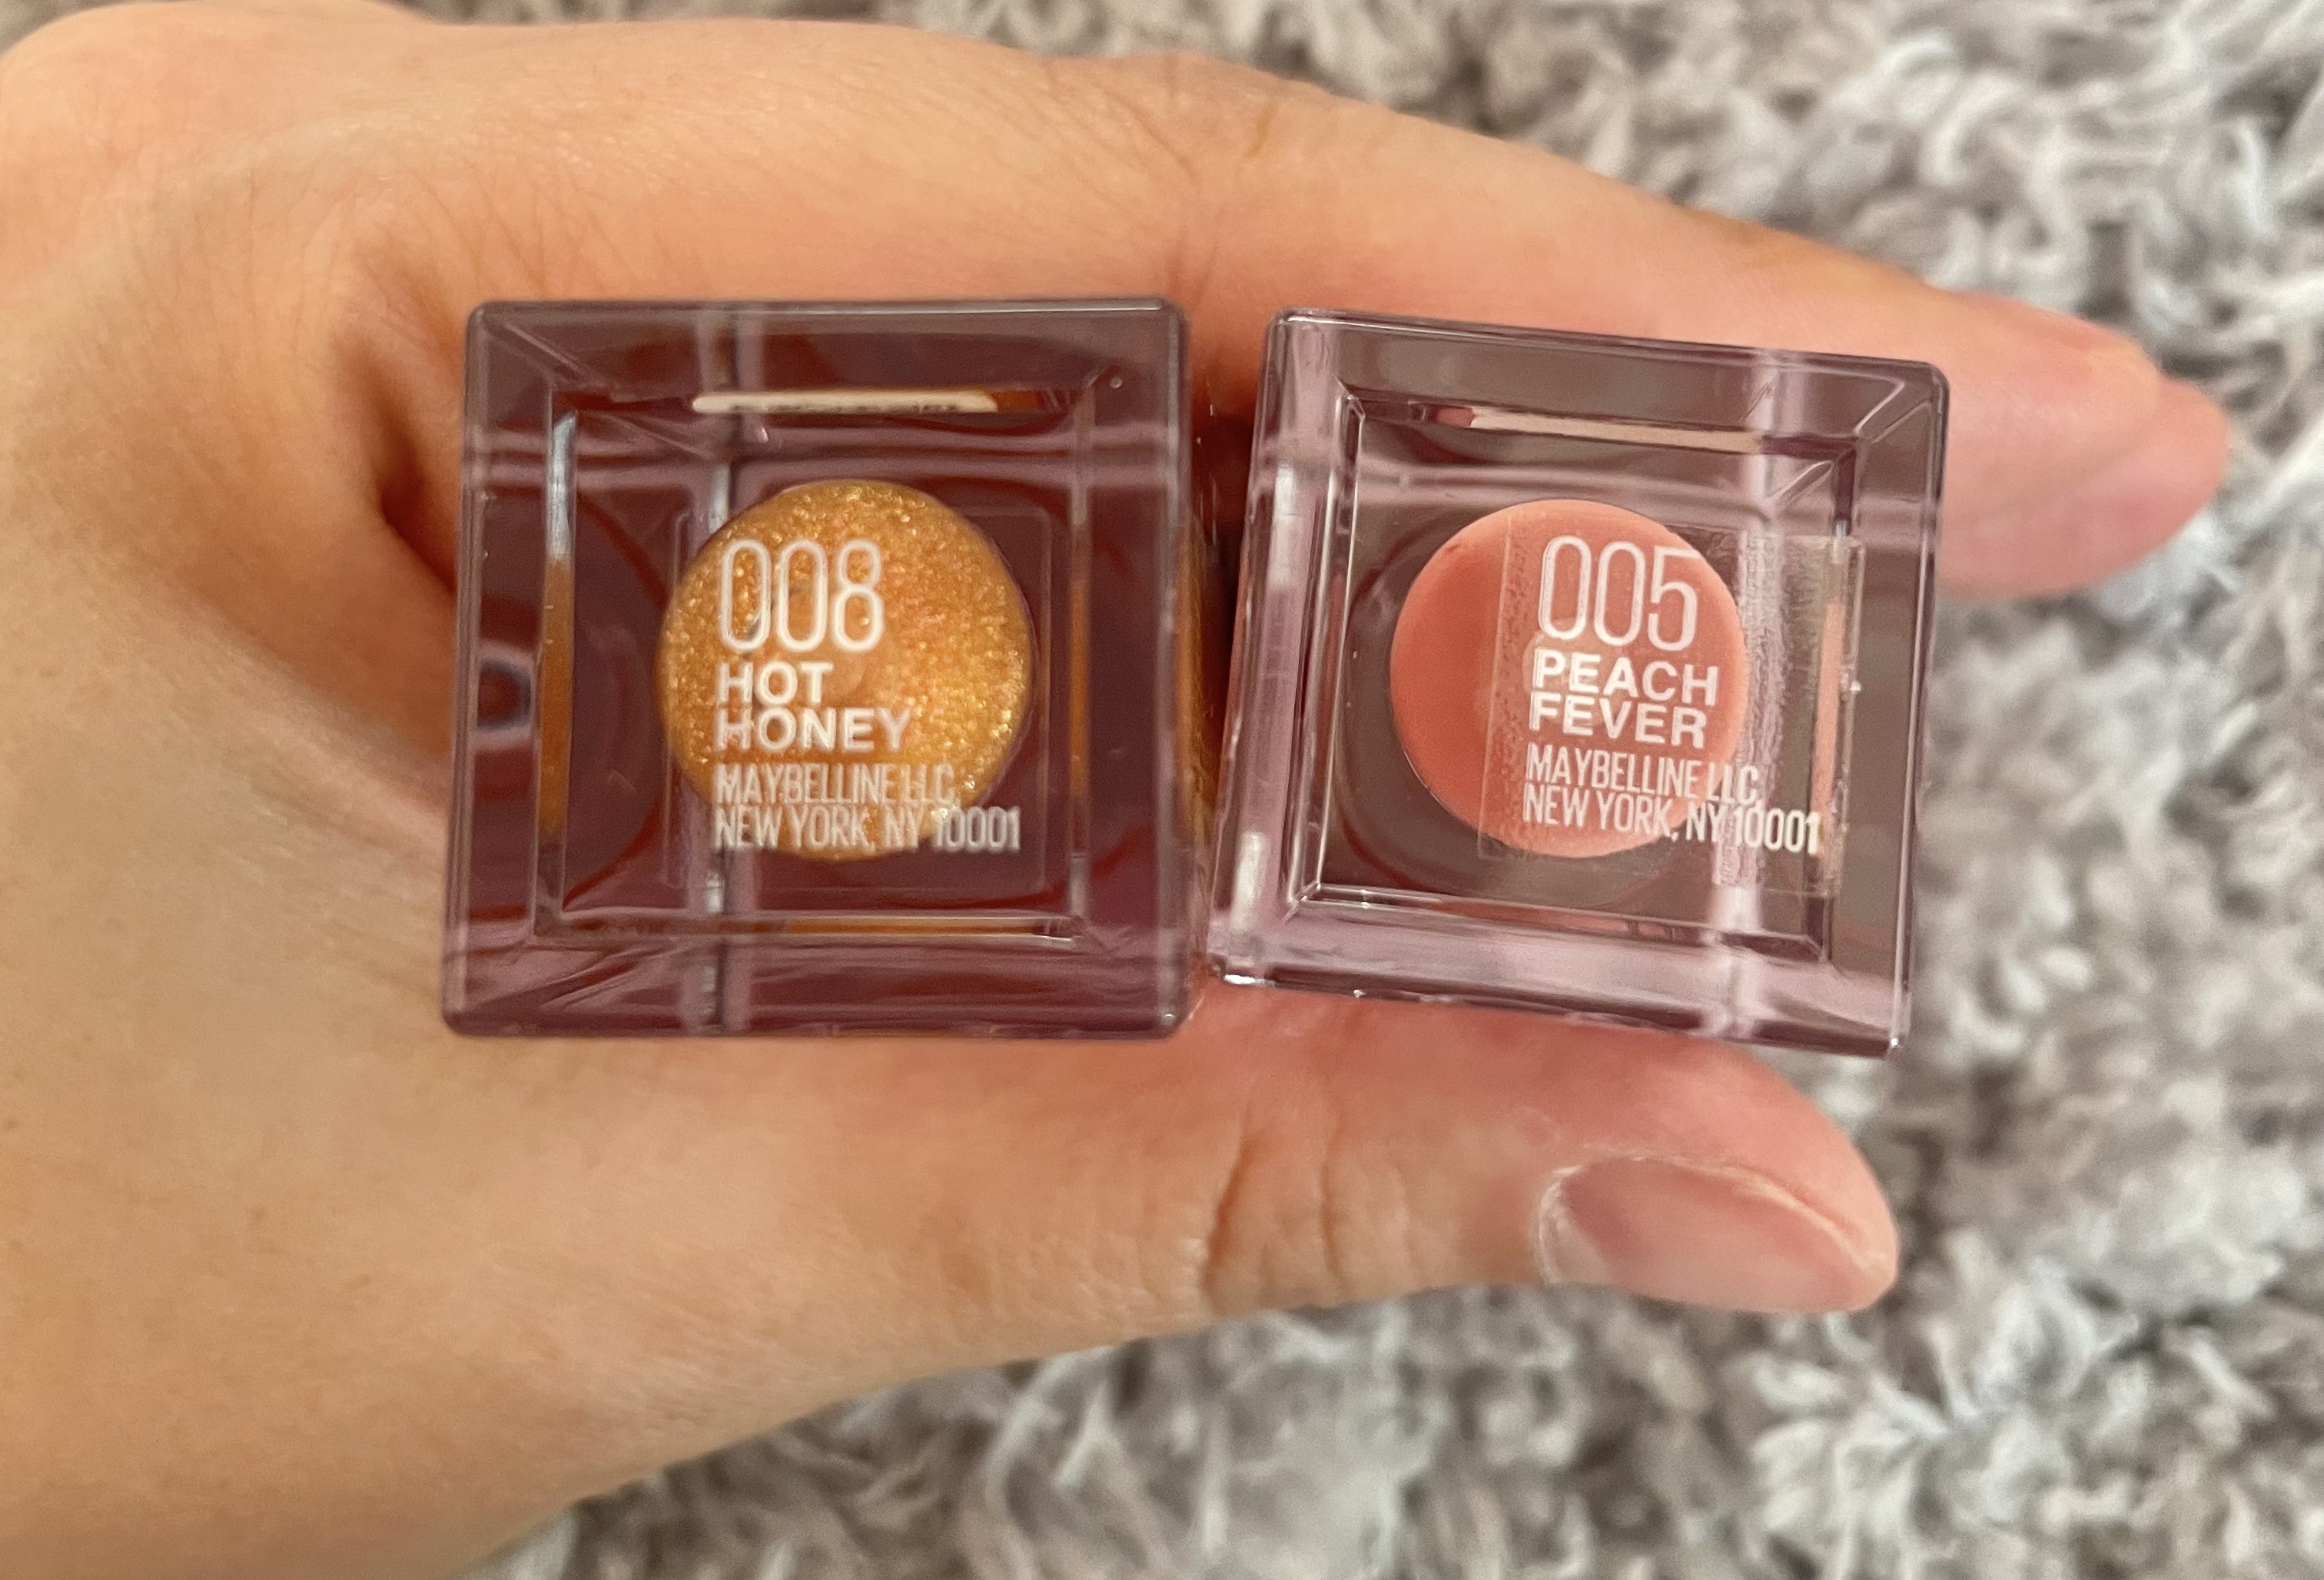 008
HOT
HONEY
MAYBELLINE LLC,
NEW YORK, NY 10001
005
PEACH
FEVER
MAYBELLINE LLC,
NEW YORK, NY 10001